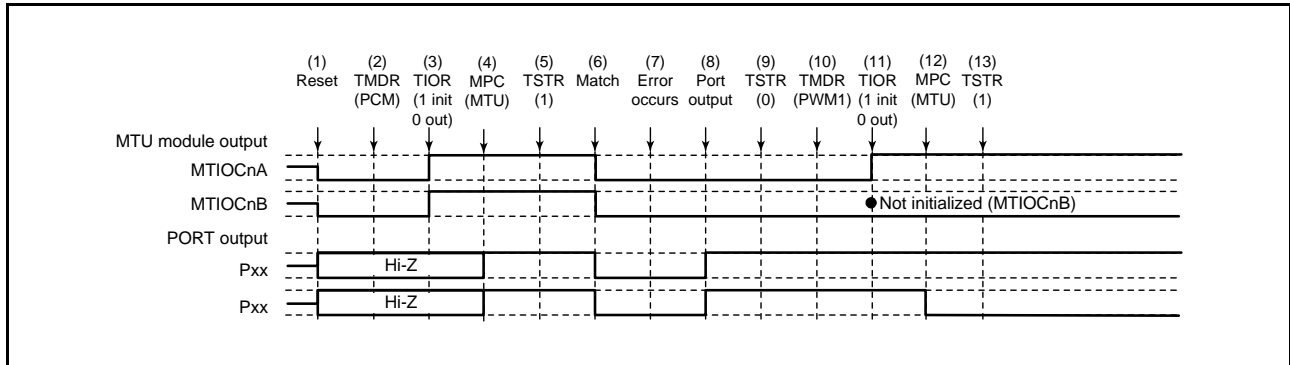 (1) (2) (3) (4) (5) (6) (7) (8) (9) (10) (11) (12) (13)
Reset TMDR TIOR MPC TSTR Match Error Port TSTR TMDR TIOR MPC TSTR
(PCM) (1 init (MTU) (1) occurs output (0) (PWM1) (1 init (MTU) (1)
0 out) 0 out)
MTU module output
MTIOCnA
MTIOCnB
Not initialized (MTIOCnB)
PORT output
Pxx
Hi-Z
Pxx
Hi-Z